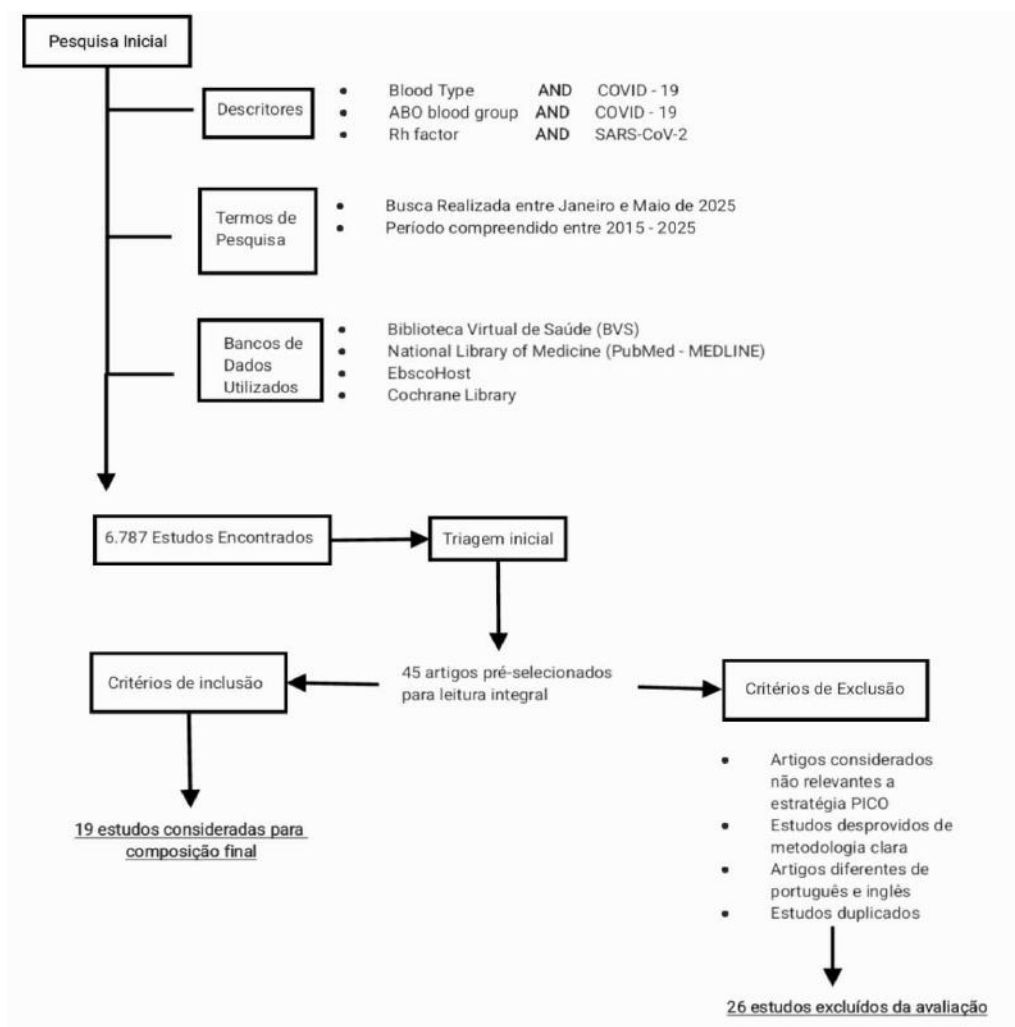 Pesquisa Inicial
Descritores
• Blood Type AND COVID - 19
• ABO blood group AND COVID - 19
• Rh factor AND SARS-CoV-2
Termos de
Pesquisa
• Busca Realizada entre Janeiro e Maio de 2025
• Período compreendido entre 2015 - 2025
Bancos de
Dados
Utilizados
• Biblioteca Virtual de Saúde (BVS)
• National Library of Medicine (PubMed - MEDLINE)
• EbscoHost
• Cochrane Library
6.787 Estudos Encontrados
Triagem inicial
45 artigos pré-selecionados
para leitura integral
Critérios de inclusão
Critérios de Exclusão
19 estudos consideradas para
composição final
• Artigos considerados
não relevantes a
estratégia PICO
• Estudos desprovidos de
metodologia clara
• Artigos diferentes de
português e inglês
• Estudos duplicados
26 estudos excluídos da avaliação